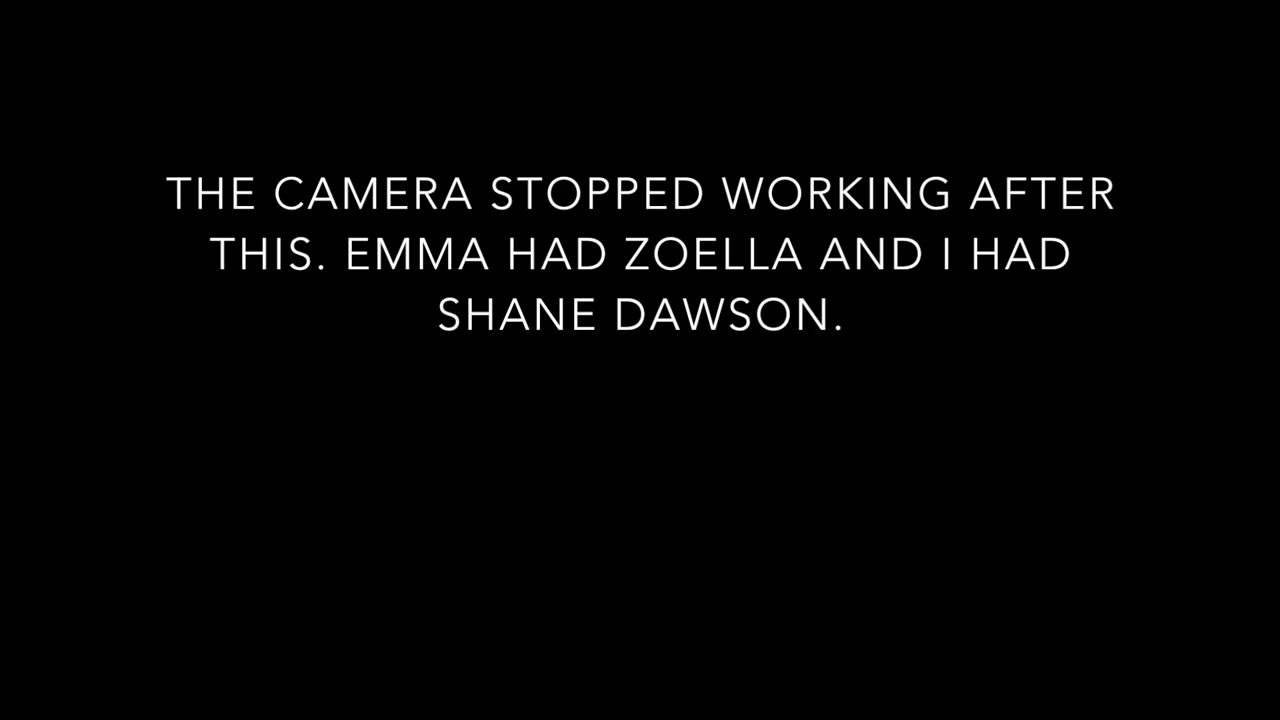 THE CAMERA STOPPED WORKING AFTER
THIS. EMMA HAD ZOELLA AND I HAD
SHANE DAWSON.